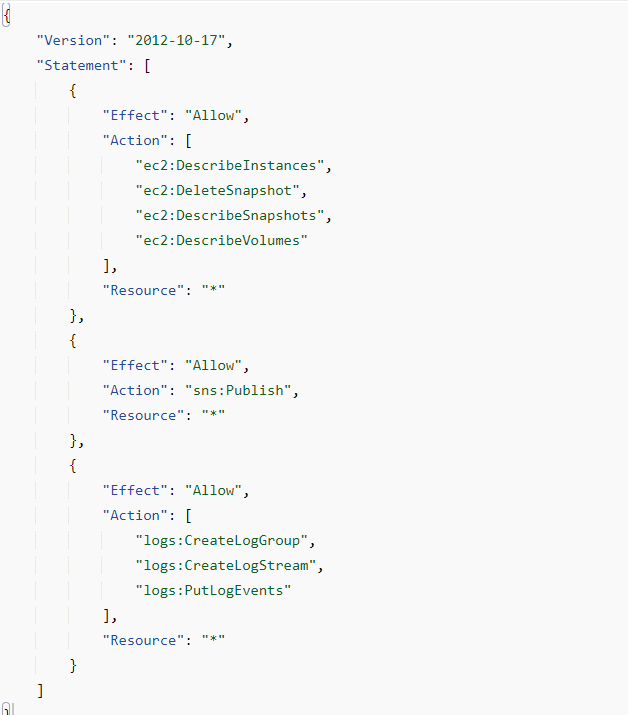 {
    "Version": "2012-10-17",
    "Statement": [
        {
            "Effect": "Allow",
            "Action": [
                "ec2:DescribeInstances",
                "ec2:DeleteSnapshot",
                "ec2:DescribeSnapshots",
                "ec2:DescribeVolumes"
            ],
            "Resource": "*"
        },
        {
            "Effect": "Allow",
            "Action": "sns:Publish",
            "Resource": "*"
        },
        {
            "Effect": "Allow",
            "Action": [
                "logs:CreateLogGroup",
                "logs:CreateLogStream",
                "logs:PutLogEvents"
            ],
            "Resource": "*"
        }
    ]
}